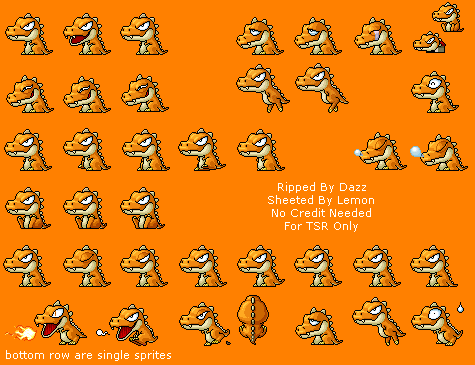 Ripped By Dazz
Sheeted By Lemon
No Credit Needed
For TSR Only
bottom row are single sprites